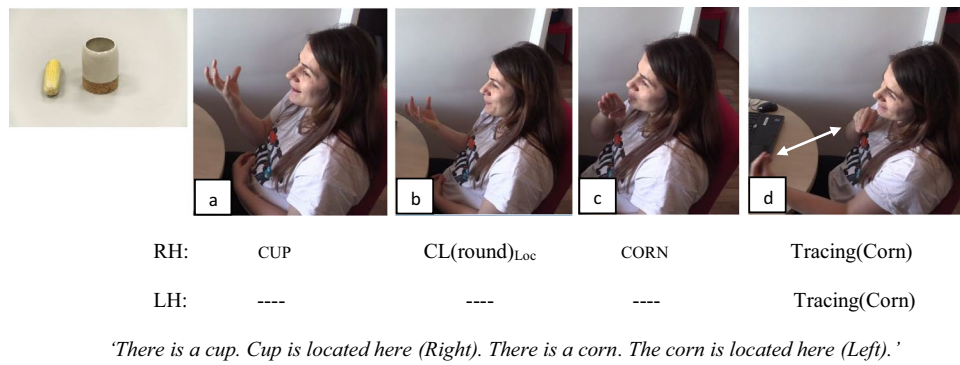 a b c d
RH: CUP CL(round)Loc CORN Tracing(Corn)
LH: ---- ---- ---- Tracing(Corn)
‘There is a cup. Cup is located here (Right). There is a corn. The corn is located here (Left).’